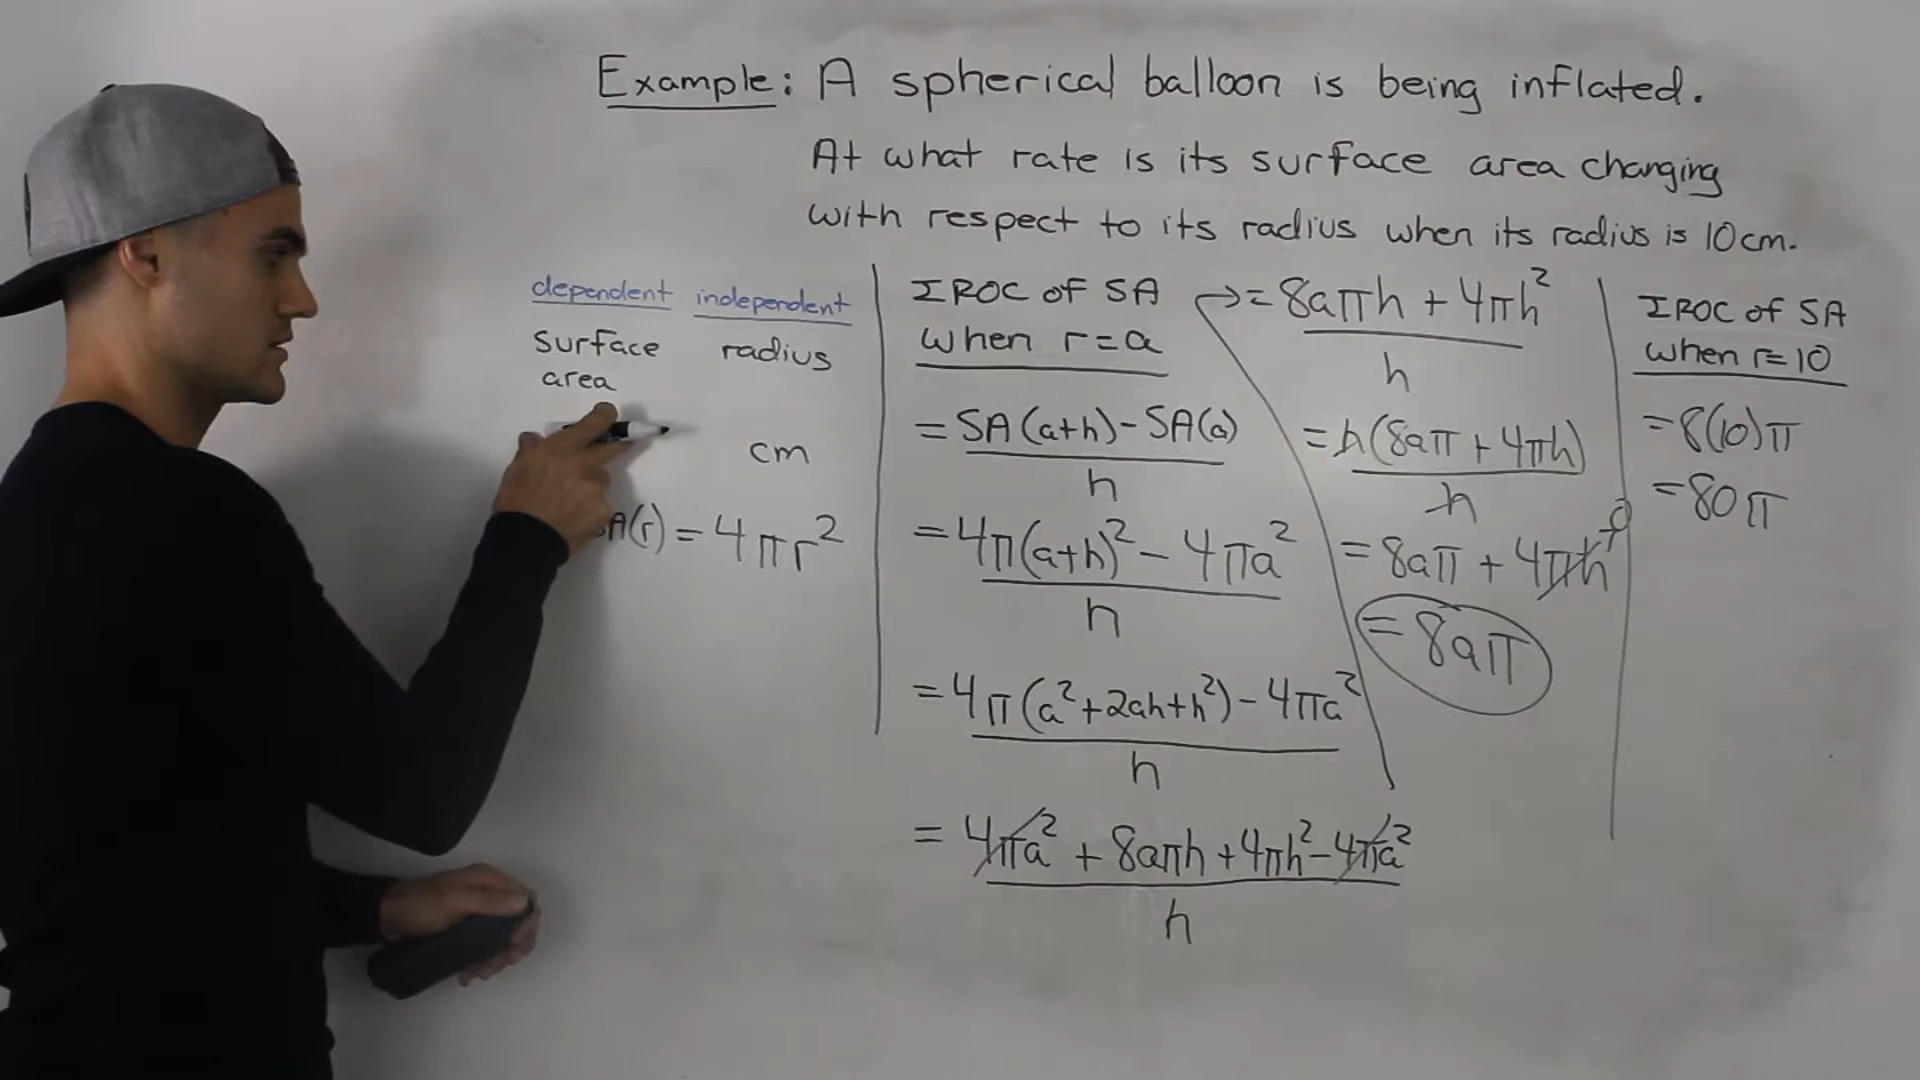 Example: A spherical balloon is being inflated.
At what rate is its surface area changing
with respect to its radius when its radius is 10cm.
dependent independent
surface radius
area
cm
A(r) = 4πr²
IROC of SA
when r=a
= SA(a+h) - SA(a)
h
= 4π(a+h)² - 4πa²
h
= 4π(a²+2ah+h²) - 4πa²
h
= 4πa² + 8aπh + 4πh² - 4πa²
h
→ = 8aπh + 4πh²
h
= h(8aπ + 4πh)
h
= 8aπ + 4πh → 0
= 8aπ
IROC of SA
when r=10
= 8(10)π
= 80π